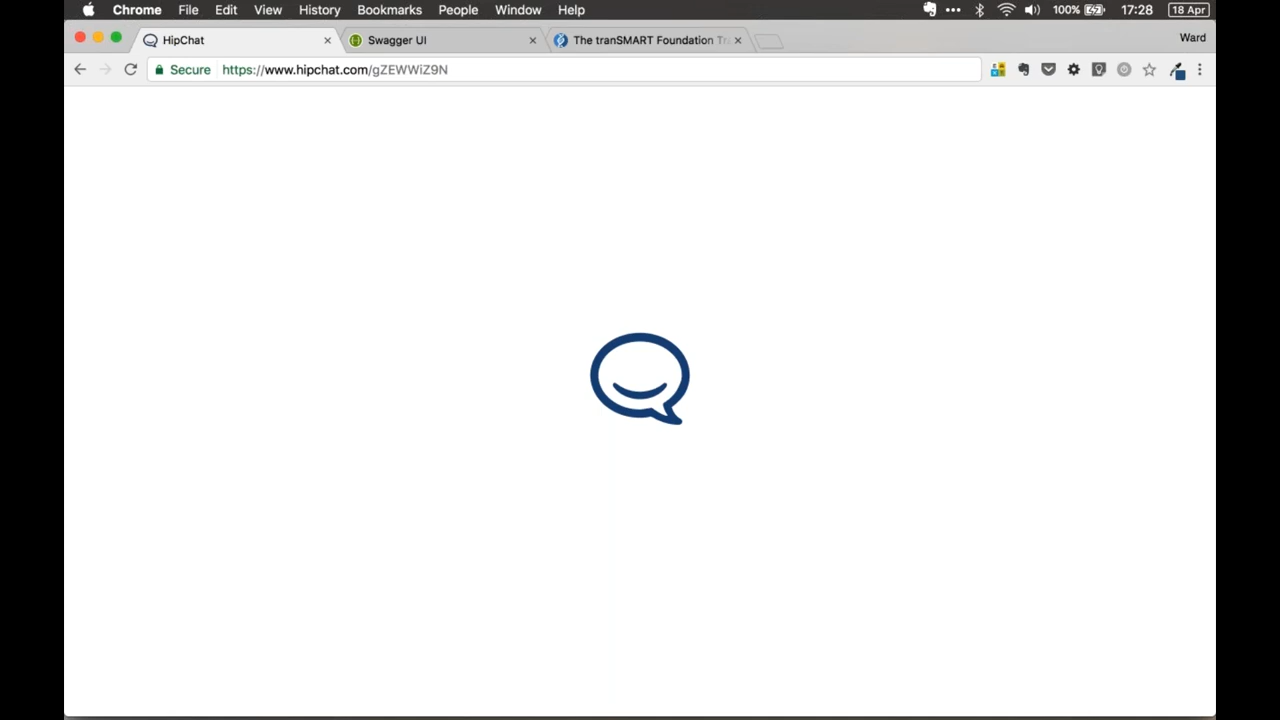 Chrome File Edit View History Bookmarks People Window Help 100% 17:28 18 Apr
HipChat Swagger UI The tranSMART Foundation Tr Ward
Secure https://www.hipchat.com/gZEWWiZ9N